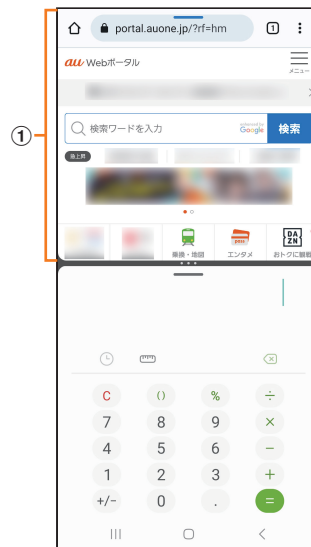 portal.auone.jp/?rf=hm 1
au Webポータル
メニュー
検索ワードを入力 enhanced by Google 検索
急上昇
pass DAZN
乗換・地図 エンタメ おトクに観戦
①
C () % ÷
7 8 9 ×
4 5 6 −
1 2 3 +
+/− 0 . =